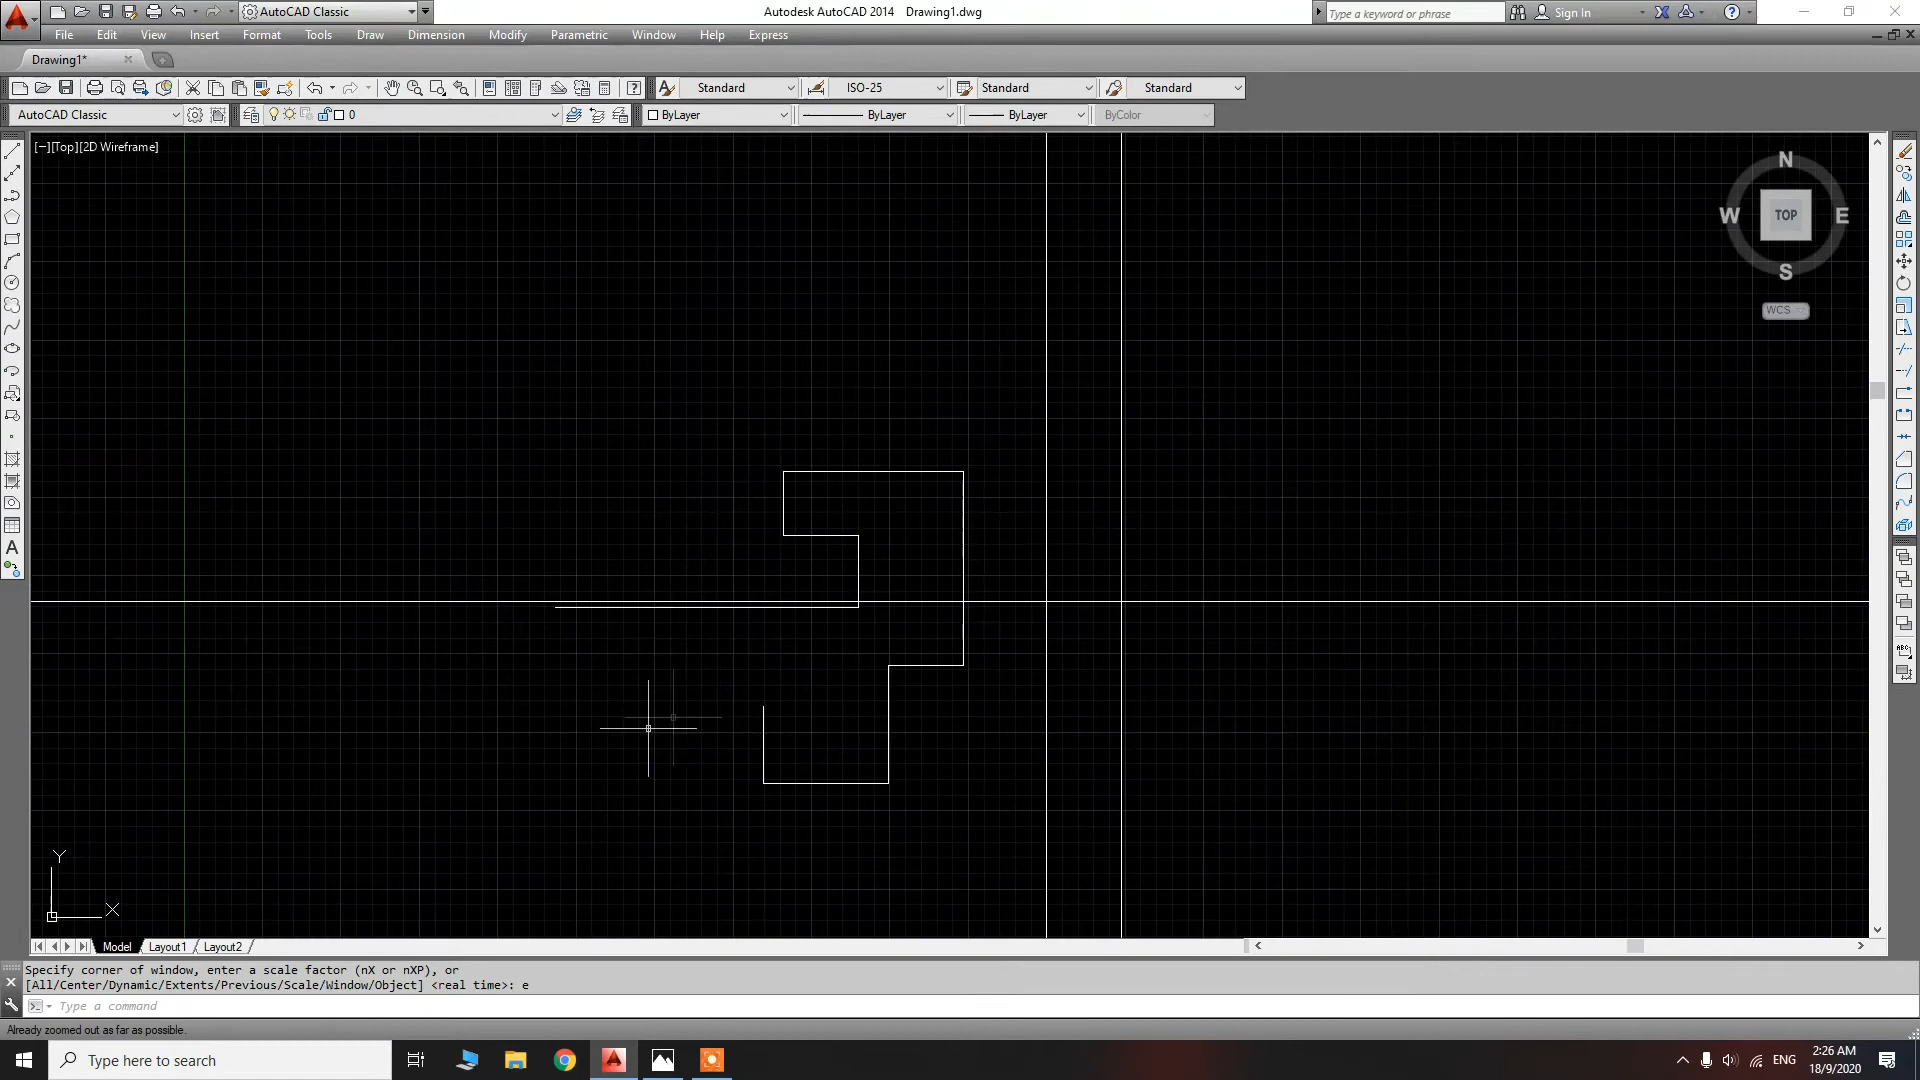 AutoCAD Classic
Autodesk AutoCAD 2014 Drawing1.dwg
Type a keyword or phrase
Sign In
File Edit View Insert Format Tools Draw Dimension Modify Parametric Window Help Express
Drawing1*
Standard ISO-25 Standard Standard
AutoCAD Classic 0 ByLayer ByLayer ByLayer ByColor
[−][Top][2D Wireframe]
N
W TOP E
S
WCS
A
ABC
Y
X
Model Layout1 Layout2
Specify corner of window, enter a scale factor (nX or nXP), or
[All/Center/Dynamic/Extents/Previous/Scale/Window/Object] <real time>: e
Type a command
Already zoomed out as far as possible.
Type here to search
ENG
2:26 AM
18/9/2020